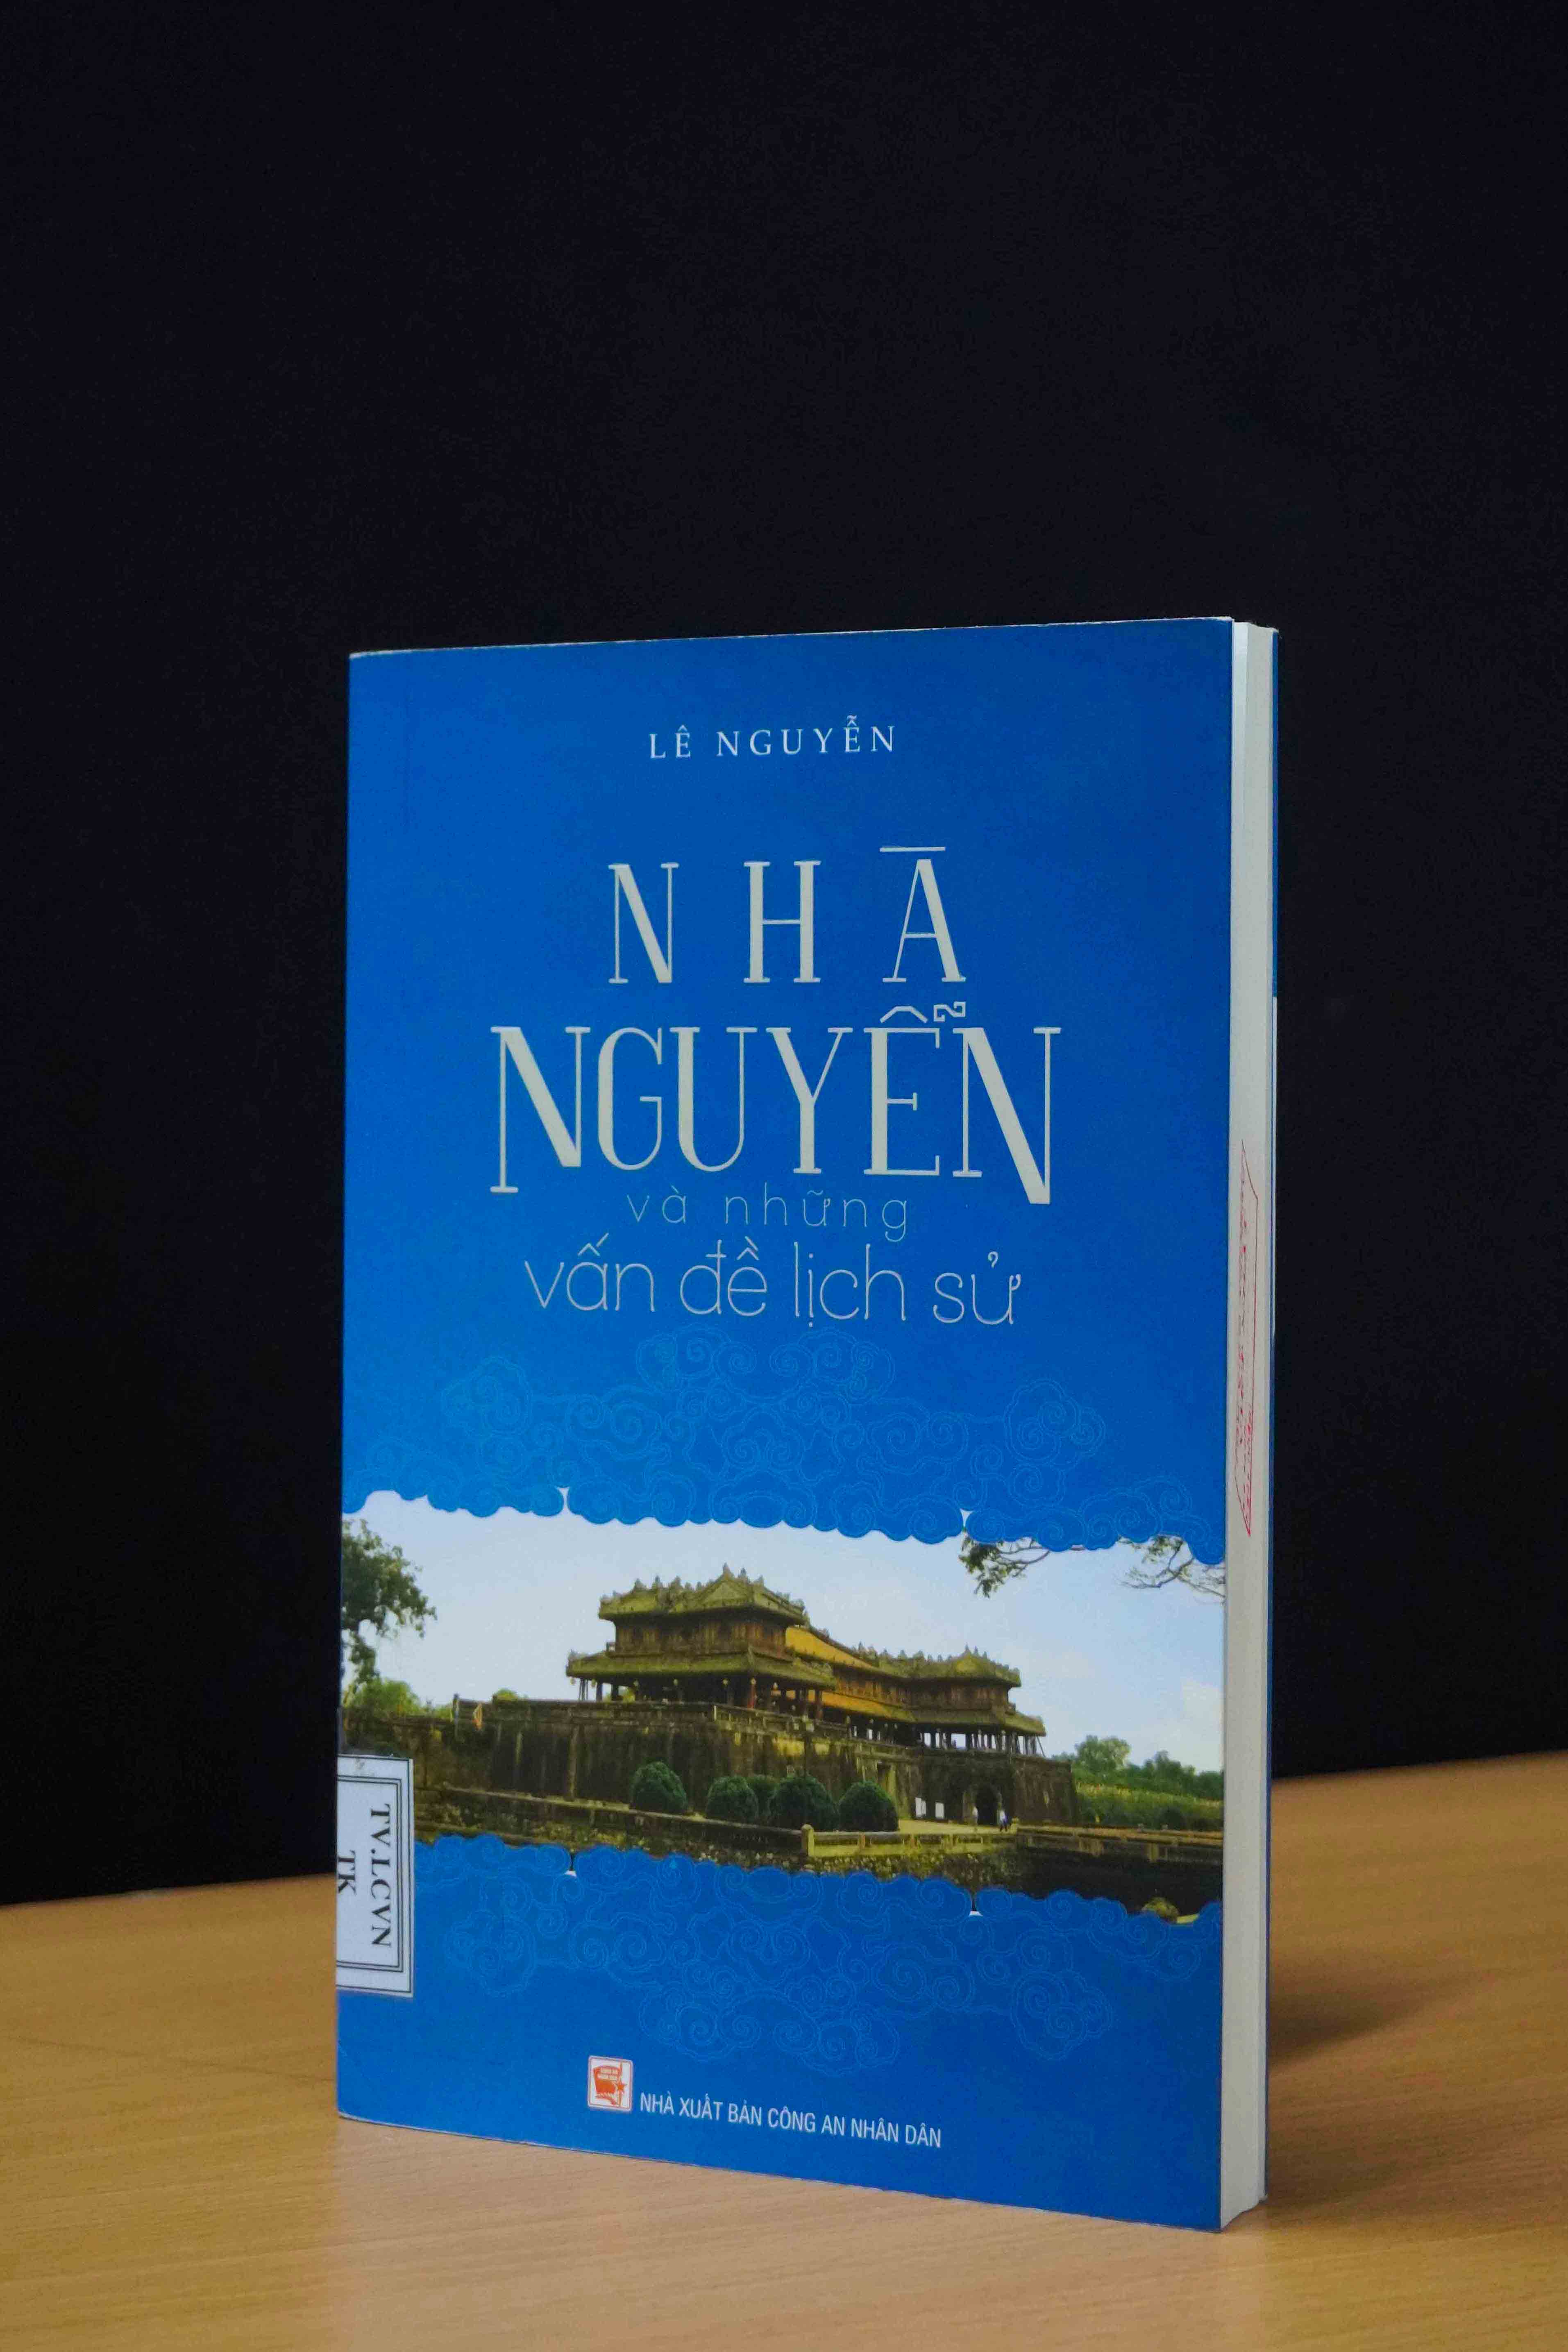 LÊ NGUYỄN
NHÀ
NGUYỄN
và những
vấn đề lịch sử
TV.LCVN
TK
NHÀ XUẤT BẢN CÔNG AN NHÂN DÂN